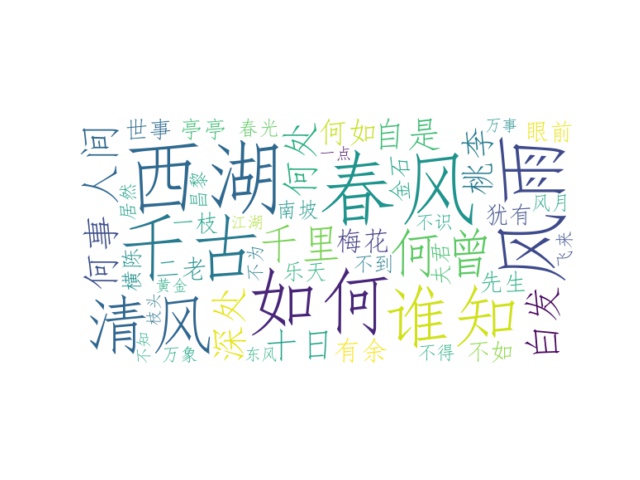 世事 亭亭 春光 何处 何如 自是 万事 眼前
人间 西湖 一点 春风 金石 桃李 风雨
居然 昌黎 一枝 江湖 南坡 不识 犹有 风月
何事 千古 千里 梅花 何曾 夫君 飞来
横陈 二老 不为 乐天 不到 先生
黄金 清风 枝头 深处 如何 谁知 白发
不知 万象 东风 十日 有余 不得 不如